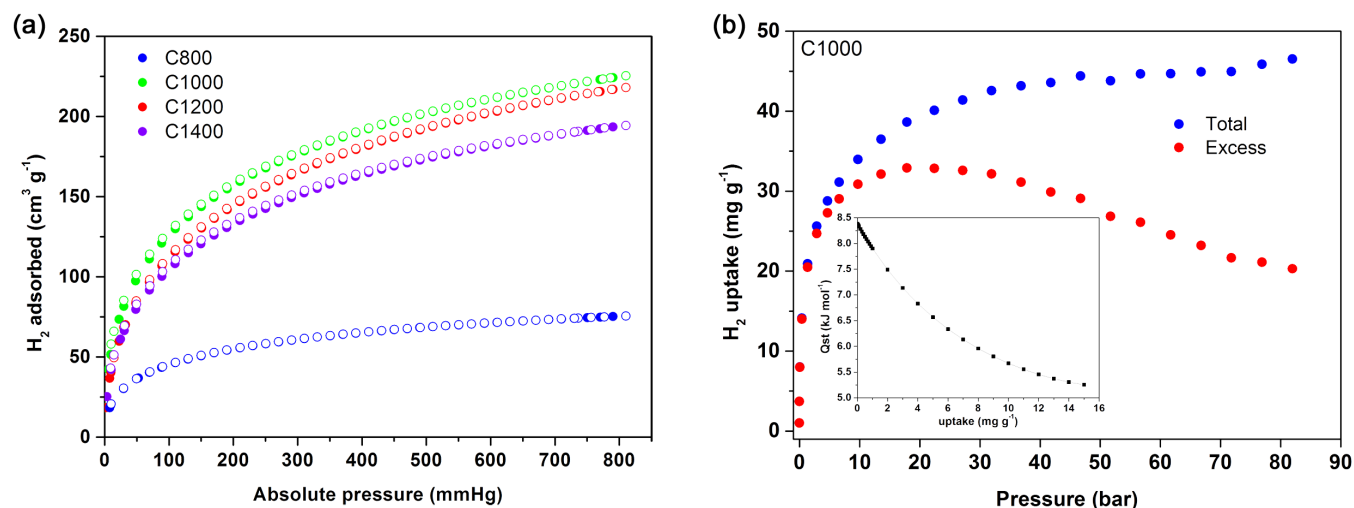 (a)
250
200
150
100
50
0
H2 adsorbed (cm3 g-1)
C800
C1000
C1200
C1400
0 100 200 300 400 500 600 700 800
Absolute pressure (mmHg)
(b)
50
40
30
20
10
0
H2 uptake (mg g-1)
C1000
Total
Excess
8.5
8.0
7.5
7.0
6.5
6.0
5.5
5.0
Qst (kJ mol-1)
0 2 4 6 8 10 12 14 16
uptake (mg g-1)
0 10 20 30 40 50 60 70 80 90
Pressure (bar)